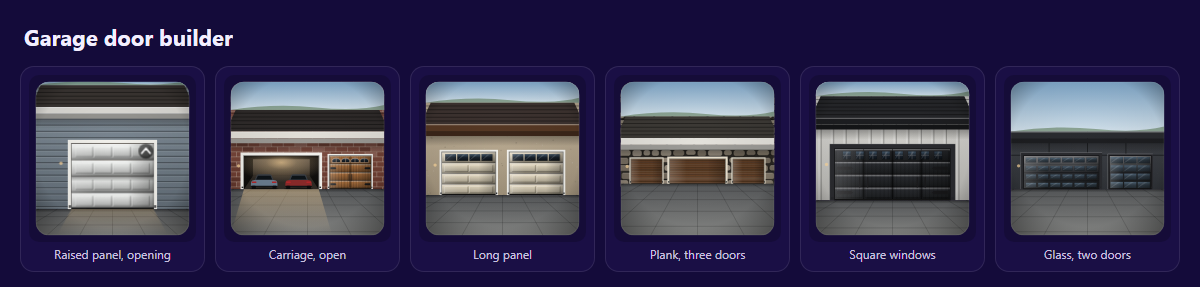 Garage door builder
Raised panel, opening
Carriage, open
Long panel
Plank, three doors
Square windows
Glass, two doors